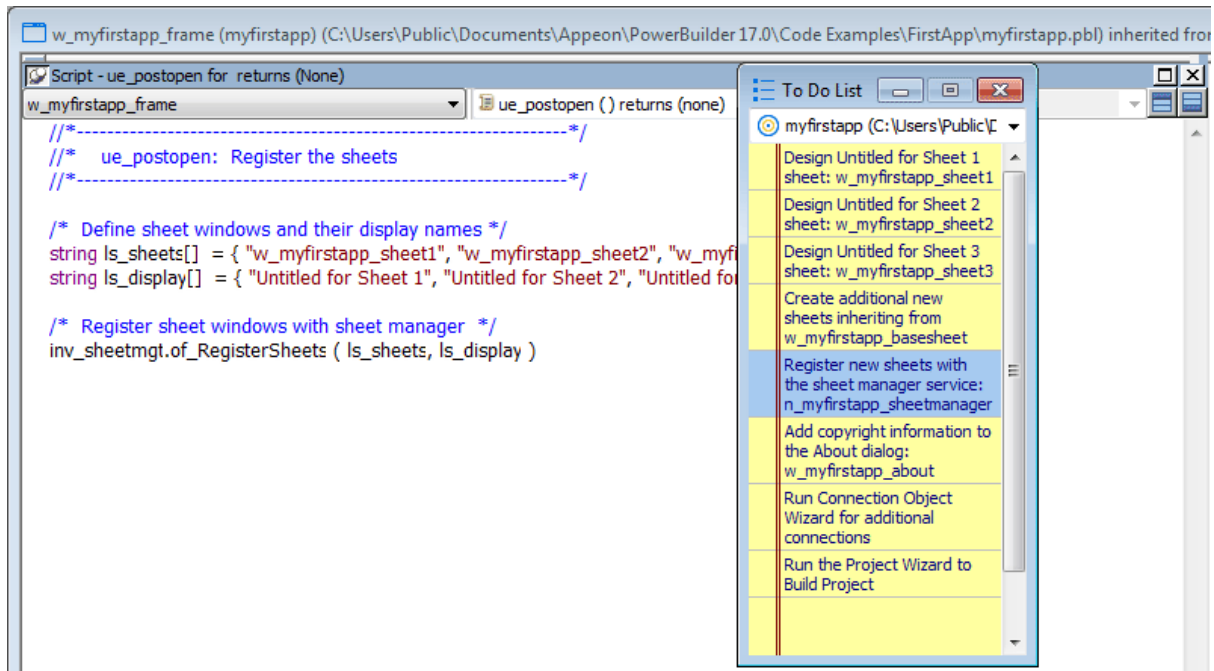 w_myfirstapp_frame (myfirstapp) (C:\Users\Public\Documents\Appeon\PowerBuilder 17.0\Code Examples\FirstApp\myfirstapp.pbl) inherited from
Script - ue_postopen for returns (None)
w_myfirstapp_frame
ue_postopen ( ) returns (none)
//*-----------------------------------------------------------------*/
//* ue_postopen: Register the sheets
//*-----------------------------------------------------------------*/
/* Define sheet windows and their display names */
string ls_sheets[] = { "w_myfirstapp_sheet1", "w_myfirstapp_sheet2", "w_myfi
string ls_display[] = { "Untitled for Sheet 1", "Untitled for Sheet 2", "Untitled for
/* Register sheet windows with sheet manager */
inv_sheetmgt.of_RegisterSheets ( ls_sheets, ls_display )
To Do List
myfirstapp (C:\Users\Public\D
Design Untitled for Sheet 1
sheet: w_myfirstapp_sheet1
Design Untitled for Sheet 2
sheet: w_myfirstapp_sheet2
Design Untitled for Sheet 3
sheet: w_myfirstapp_sheet3
Create additional new
sheets inheriting from
w_myfirstapp_basesheet
Register new sheets with
the sheet manager service:
n_myfirstapp_sheetmanager
Add copyright information to
the About dialog:
w_myfirstapp_about
Run Connection Object
Wizard for additional
connections
Run the Project Wizard to
Build Project